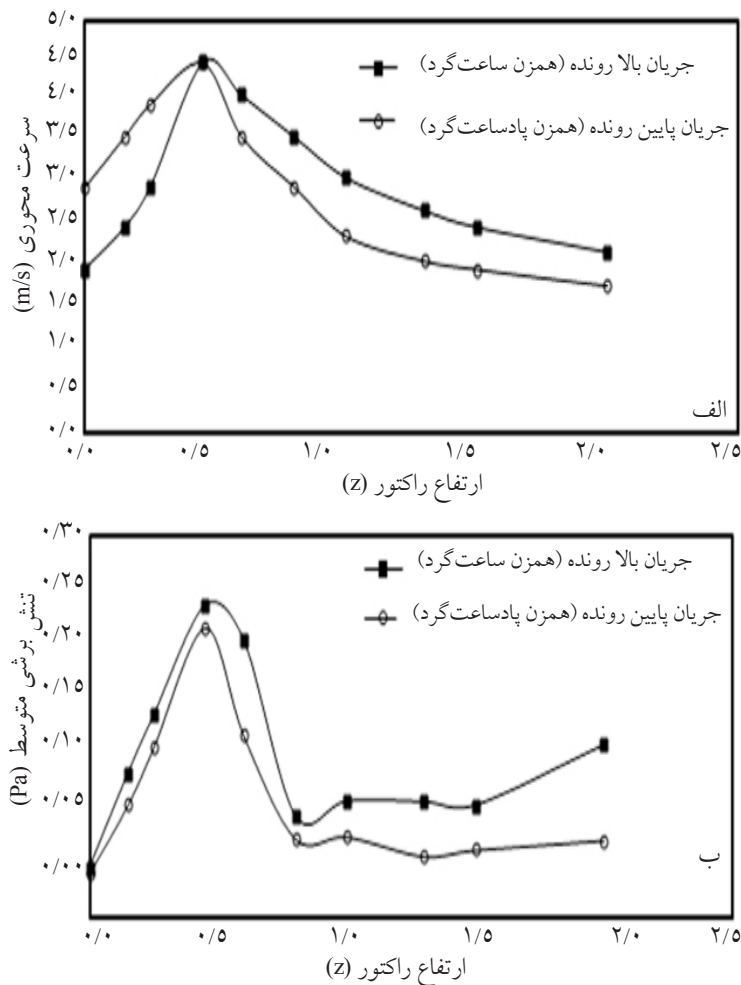 ۵/۰
۴/۵
۴/۰
۳/۵
۳/۰
۲/۵
۲/۰
۱/۵
۱/۰
۰/۵
۰/۰
سرعت محوری (m/s)
جریان بالا رونده (همزن ساعت‌گرد)
جریان پایین رونده (همزن پادساعت‌گرد)
الف
۰/۰ ۰/۵ ۱/۰ ۱/۵ ۲/۰ ۲/۵
ارتفاع راکتور (z)
۰/۳۰
۰/۲۵
۰/۲۰
۰/۱۵
۰/۱۰
۰/۰۵
۰/۰۰
تنش برشی متوسط (Pa)
جریان بالا رونده (همزن ساعت‌گرد)
جریان پایین رونده (همزن پادساعت‌گرد)
ب
۰/۰ ۰/۵ ۱/۰ ۱/۵ ۲/۰ ۲/۵
ارتفاع راکتور (z)